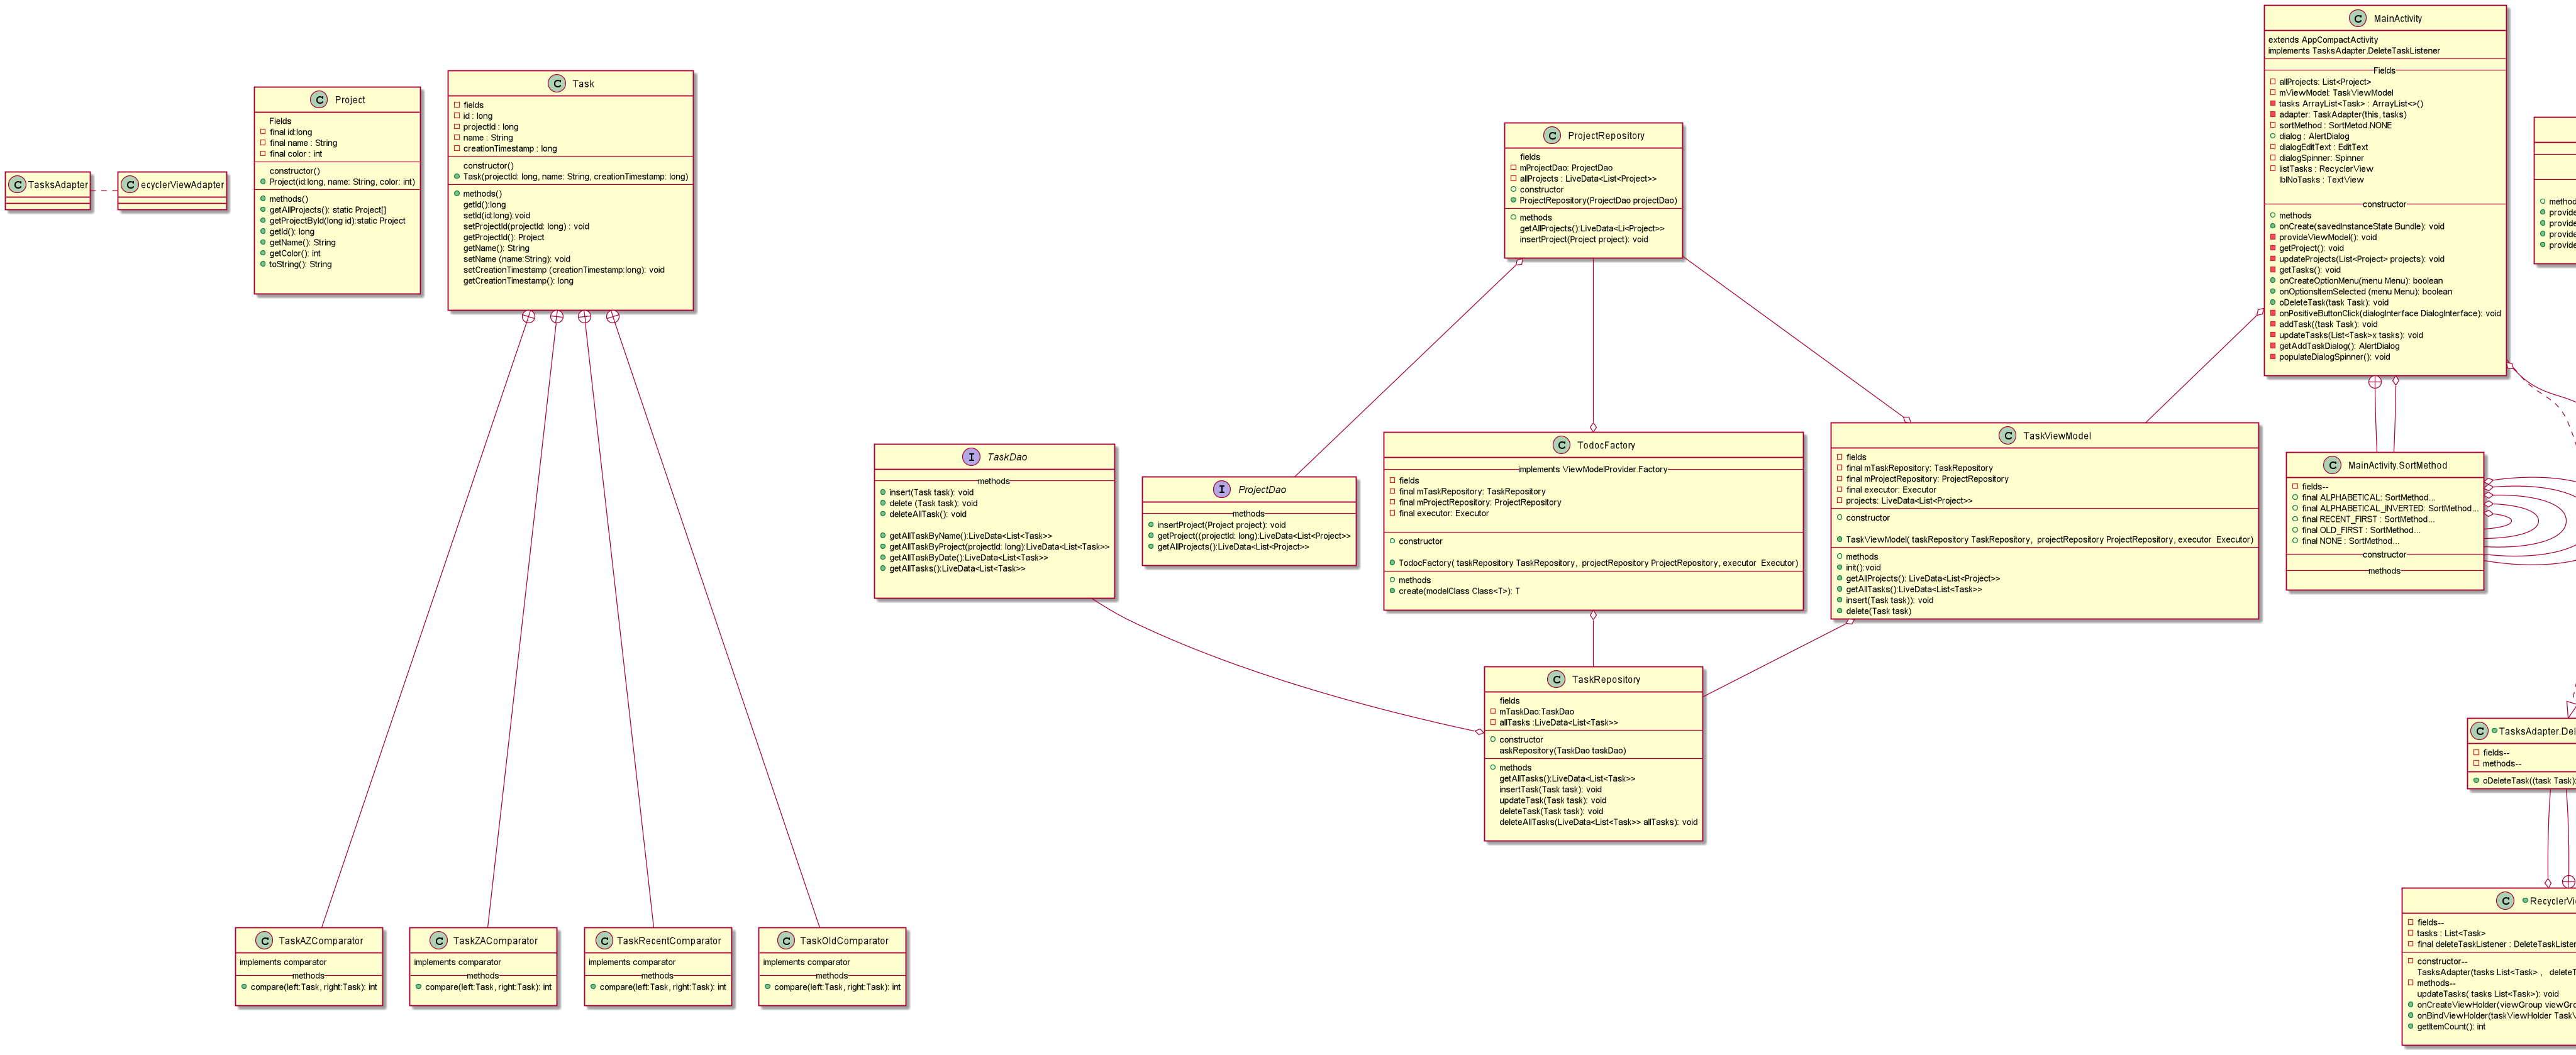 TasksAdapter
ecyclerViewAdapter
Project
Fields
final id:long
final name : String
final color : int
constructor()
Project(id:long, name: String, color: int)
methods()
getAllProjects(): static Project[]
getProjectById(long id):static Project
getId(): long
getName(): String
getColor(): int
toString(): String
Task
fields
id : long
projectId : long
name : String
creationTimestamp : long
constructor()
Task(projectId: long, name: String, creationTimestamp: long)
methods()
getId():long
setId(id:long):void
setProjectId(projectId: long) : void
getProjectId(): Project
getName(): String
setName (name:String): void
setCreationTimestamp (creationTimestamp:long): void
getCreationTimestamp(): long
TaskAZComparator
implements comparator
methods
compare(left:Task, right:Task): int
TaskZAComparator
implements comparator
methods
compare(left:Task, right:Task): int
TaskRecentComparator
implements comparator
methods
compare(left:Task, right:Task): int
TaskOldComparator
implements comparator
methods
compare(left:Task, right:Task): int
TaskDao
methods
insert(Task task): void
delete (Task task): void
deleteAllTask(): void
getAllTaskByName():LiveData<List<Task>>
getAllTaskByProject(projectId: long):LiveData<List<Task>>
getAllTaskByDate():LiveData<List<Task>>
getAllTasks():LiveData<List<Task>>
ProjectDao
methods
insertProject(Project project): void
getProject((projectId: long):LiveData<List<Project>>
getAllProjects():LiveData<List<Project>>
ProjectRepository
fields
mProjectDao: ProjectDao
allProjects : LiveData<List<Project>>
constructor
ProjectRepository(ProjectDao projectDao)
methods
getAllProjects():LiveData<Li<Project>>
insertProject(Project project): void
TodocFactory
implements ViewModelProvider.Factory
fields
final mTaskRepository: TaskRepository
final mProjectRepository: ProjectRepository
final executor: Executor
constructor
TodocFactory( taskRepository TaskRepository, projectRepository ProjectRepository, executor Executor)
methods
create(modelClass Class<T>): T
TaskRepository
fields
mTaskDao:TaskDao
allTasks :LiveData<List<Task>>
constructor
askRepository(TaskDao taskDao)
methods
getAllTasks():LiveData<List<Task>>
insertTask(Task task): void
updateTask(Task task): void
deleteTask(Task task): void
deleteAllTasks(LiveData<List<Task>> allTasks): void
TaskViewModel
fields
final mTaskRepository: TaskRepository
final mProjectRepository: ProjectRepository
final executor: Executor
projects: LiveData<List<Project>>
constructor
TaskViewModel( taskRepository TaskRepository, projectRepository ProjectRepository, executor Executor)
methods
init():void
getAllProjects(): LiveData<List<Project>>
getAllTasks():LiveData<List<Task>>
insert(Task task)): void
delete(Task task)
MainActivity
extends AppCompactActivity
implements TasksAdapter.DeleteTaskListener
Fields
allProjects: List<Project>
mViewModel: TaskViewModel
tasks ArrayList<Task> : ArrayList<>()
adapter: TaskAdapter(this, tasks)
sortMethod : SortMetod.NONE
dialog : AlertDialog
dialogEditText : EditText
dialogSpinner: Spinner
listTasks : RecyclerView
lblNoTasks : TextView
constructor
methods
onCreate(savedInstanceState Bundle): void
provideViewModel(): void
getProject(): void
updateProjects(List<Project> projects): void
getTasks(): void
onCreateOptionMenu(menu Menu): boolean
onOptionsItemSelected (menu Menu): boolean
oDeleteTask(task Task): void
onPositiveButtonClick(dialogInterface DialogInterface): void
addTask((task Task): void
updateTasks(List<Task>x tasks): void
getAddTaskDialog(): AlertDialog
populateDialogSpinner(): void
MainActivity.SortMethod
fields--
final ALPHABETICAL: SortMethod...
final ALPHABETICAL_INVERTED: SortMethod...
final RECENT_FIRST : SortMethod...
final OLD_FIRST : SortMethod...
final NONE : SortMethod...
constructor
methods
method
provide
provide
provide
provide
TasksAdapter.Del
fields--
methods--
oDeleteTask((task Task):
RecyclerVi
fields--
tasks : List<Task>
final deleteTaskListener : DeleteTaskListen
constructor--
TasksAdapter(tasks List<Task> , deleteT
methods--
updateTasks( tasks List<Task>): void
onCreateViewHolder(viewGroup viewGro
onBindViewHolder(taskViewHolder TaskV
getItemCount(): int